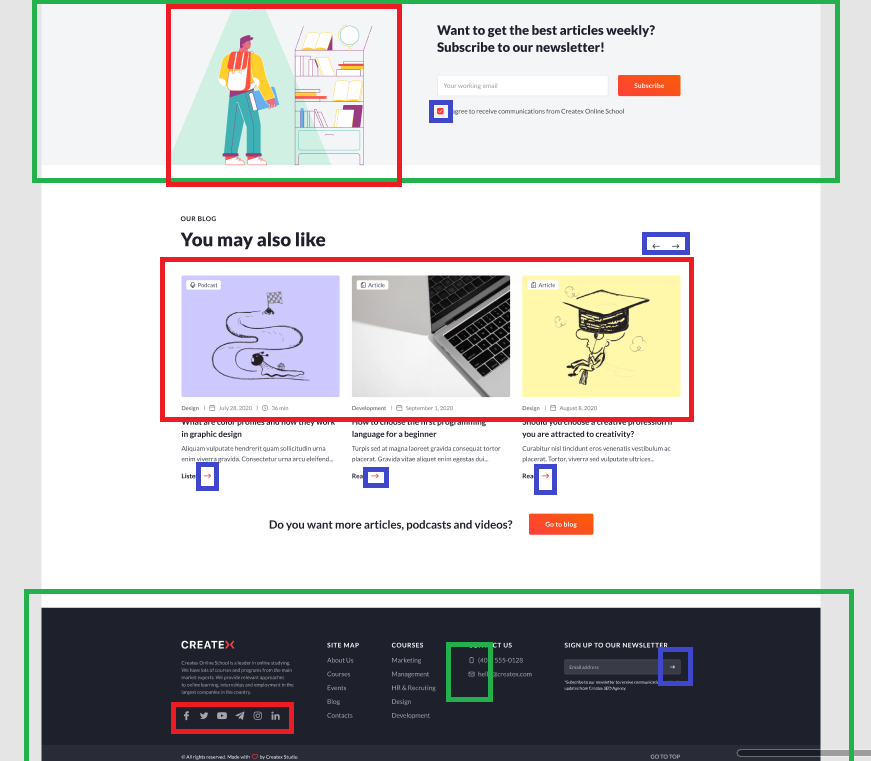 Want to get the best articles weekly?
Subscribe to our newsletter!
Your working email
Subscribe
agree to receive communications from Createx Online School
OUR BLOG
You may also like
← →
Podcast
Article
Article
Design | July 28, 2020 | 36 min
Development | September 1, 2020
Design | August 8, 2020
What are color profiles and how they work
in graphic design
How to choose the first programming
language for a beginner
Should you choose a creative profession if
you are attracted to creativity?
Aliquam vulputate hendrerit quam sollicitudin urna
enim viverra gravida. Consectetur urna arcu eleifend...
Turpis sed at magna laoreet gravida consequat tortor
placerat. Gravida vitae aliquet enim egestas dui...
Curabitur nisl tincidunt eros venenatis vestibulum ac
placerat. Tortor, viverra sed vulputate ultrices...
Liste →
Rea →
Rea →
Do you want more articles, podcasts and videos?
Go to blog
CREATEX
Createx Online School is a leader in online studying.
We have lots of courses and programs from the main
market experts. We provide relevant approaches
to online learning, internships and employment in the
largest companies in the country.
SITE MAP
About Us
Courses
Events
Blog
Contacts
COURSES
Marketing
Management
HR & Recruting
Design
Development
CT US
(40 555-0128
hell @createx.com
SIGN UP TO OUR NEWSLETTER
Email address →
*Subscribe to our newsletter to receive communications
updates from Createx SEO Agency.
© All rights reserved. Made with by Createx Studio
GO TO TOP